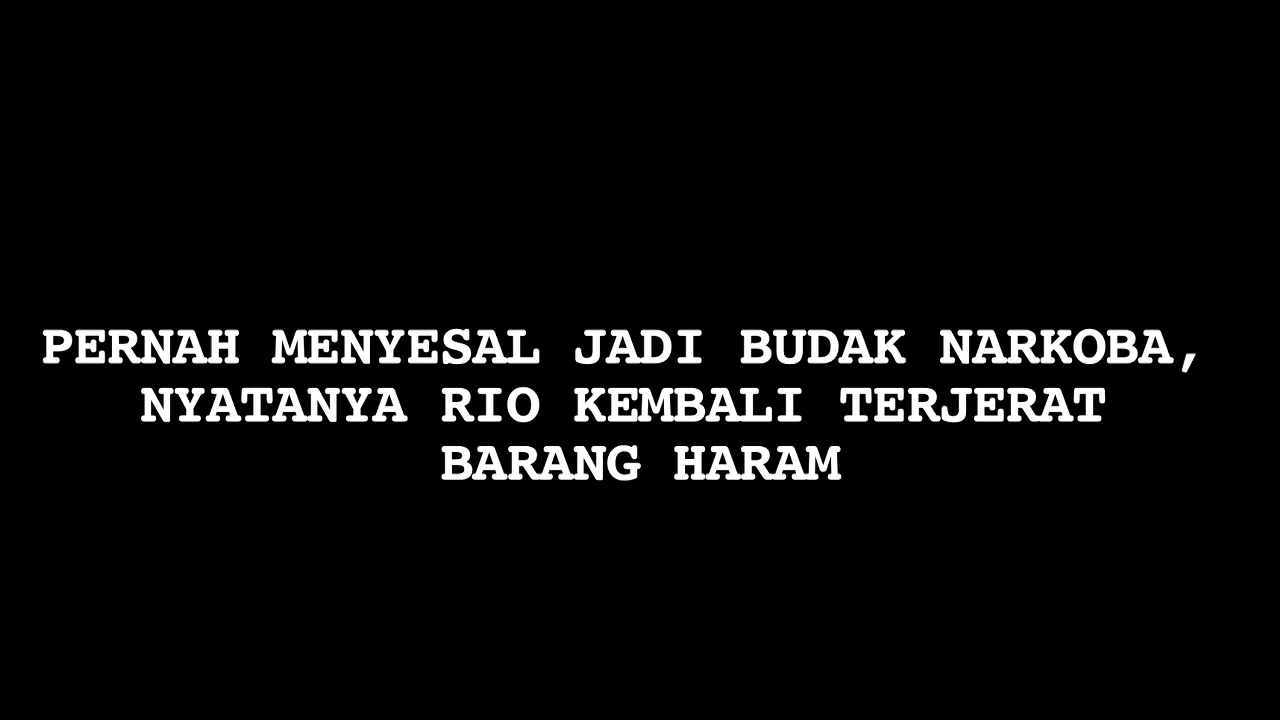 PERNAH MENYESAL JADI BUDAK NARKOBA,
NYATANYA RIO KEMBALI TERJERAT
BARANG HARAM